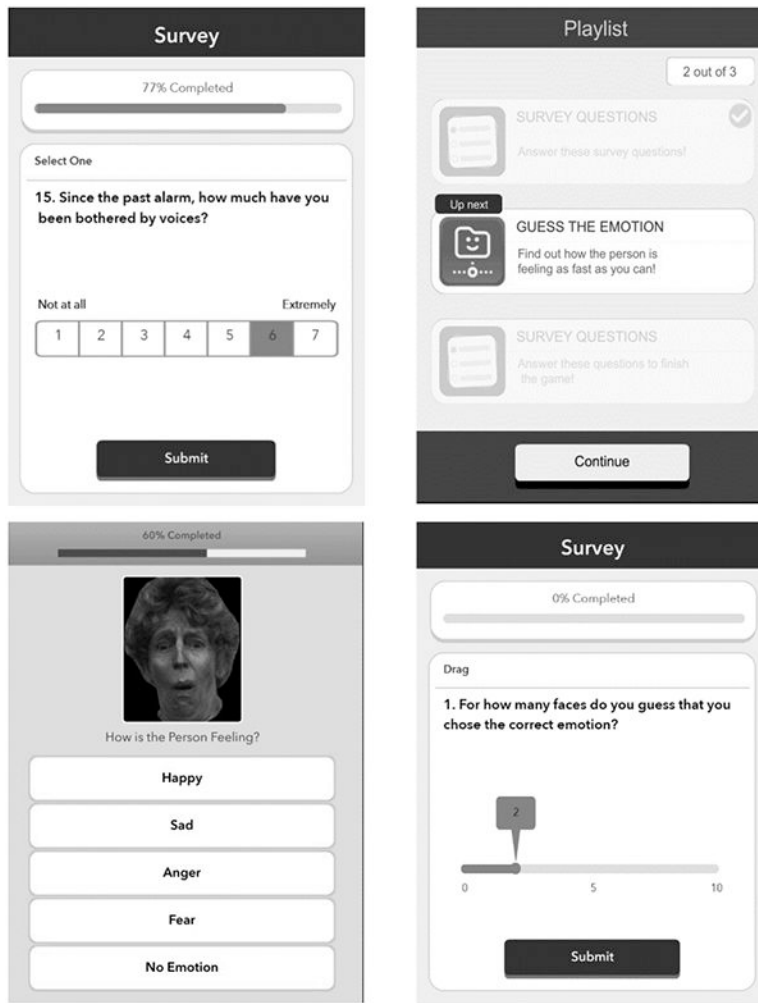 Survey
77% Completed
Select One
15. Since the past alarm, how much have you
been bothered by voices?
Not at all
Extremely
1 2 3 4 5 6 7
Submit
Playlist
2 out of 3
SURVEY QUESTIONS
Answer these survey questions!
Up next
GUESS THE EMOTION
Find out how the person is
feeling as fast as you can!
SURVEY QUESTIONS
Answer these questions to finish
the game!
Continue
60% Completed
How is the Person Feeling?
Happy
Sad
Anger
Fear
No Emotion
Survey
0% Completed
Drag
1. For how many faces do you guess that you
chose the correct emotion?
2
0 5 10
Submit